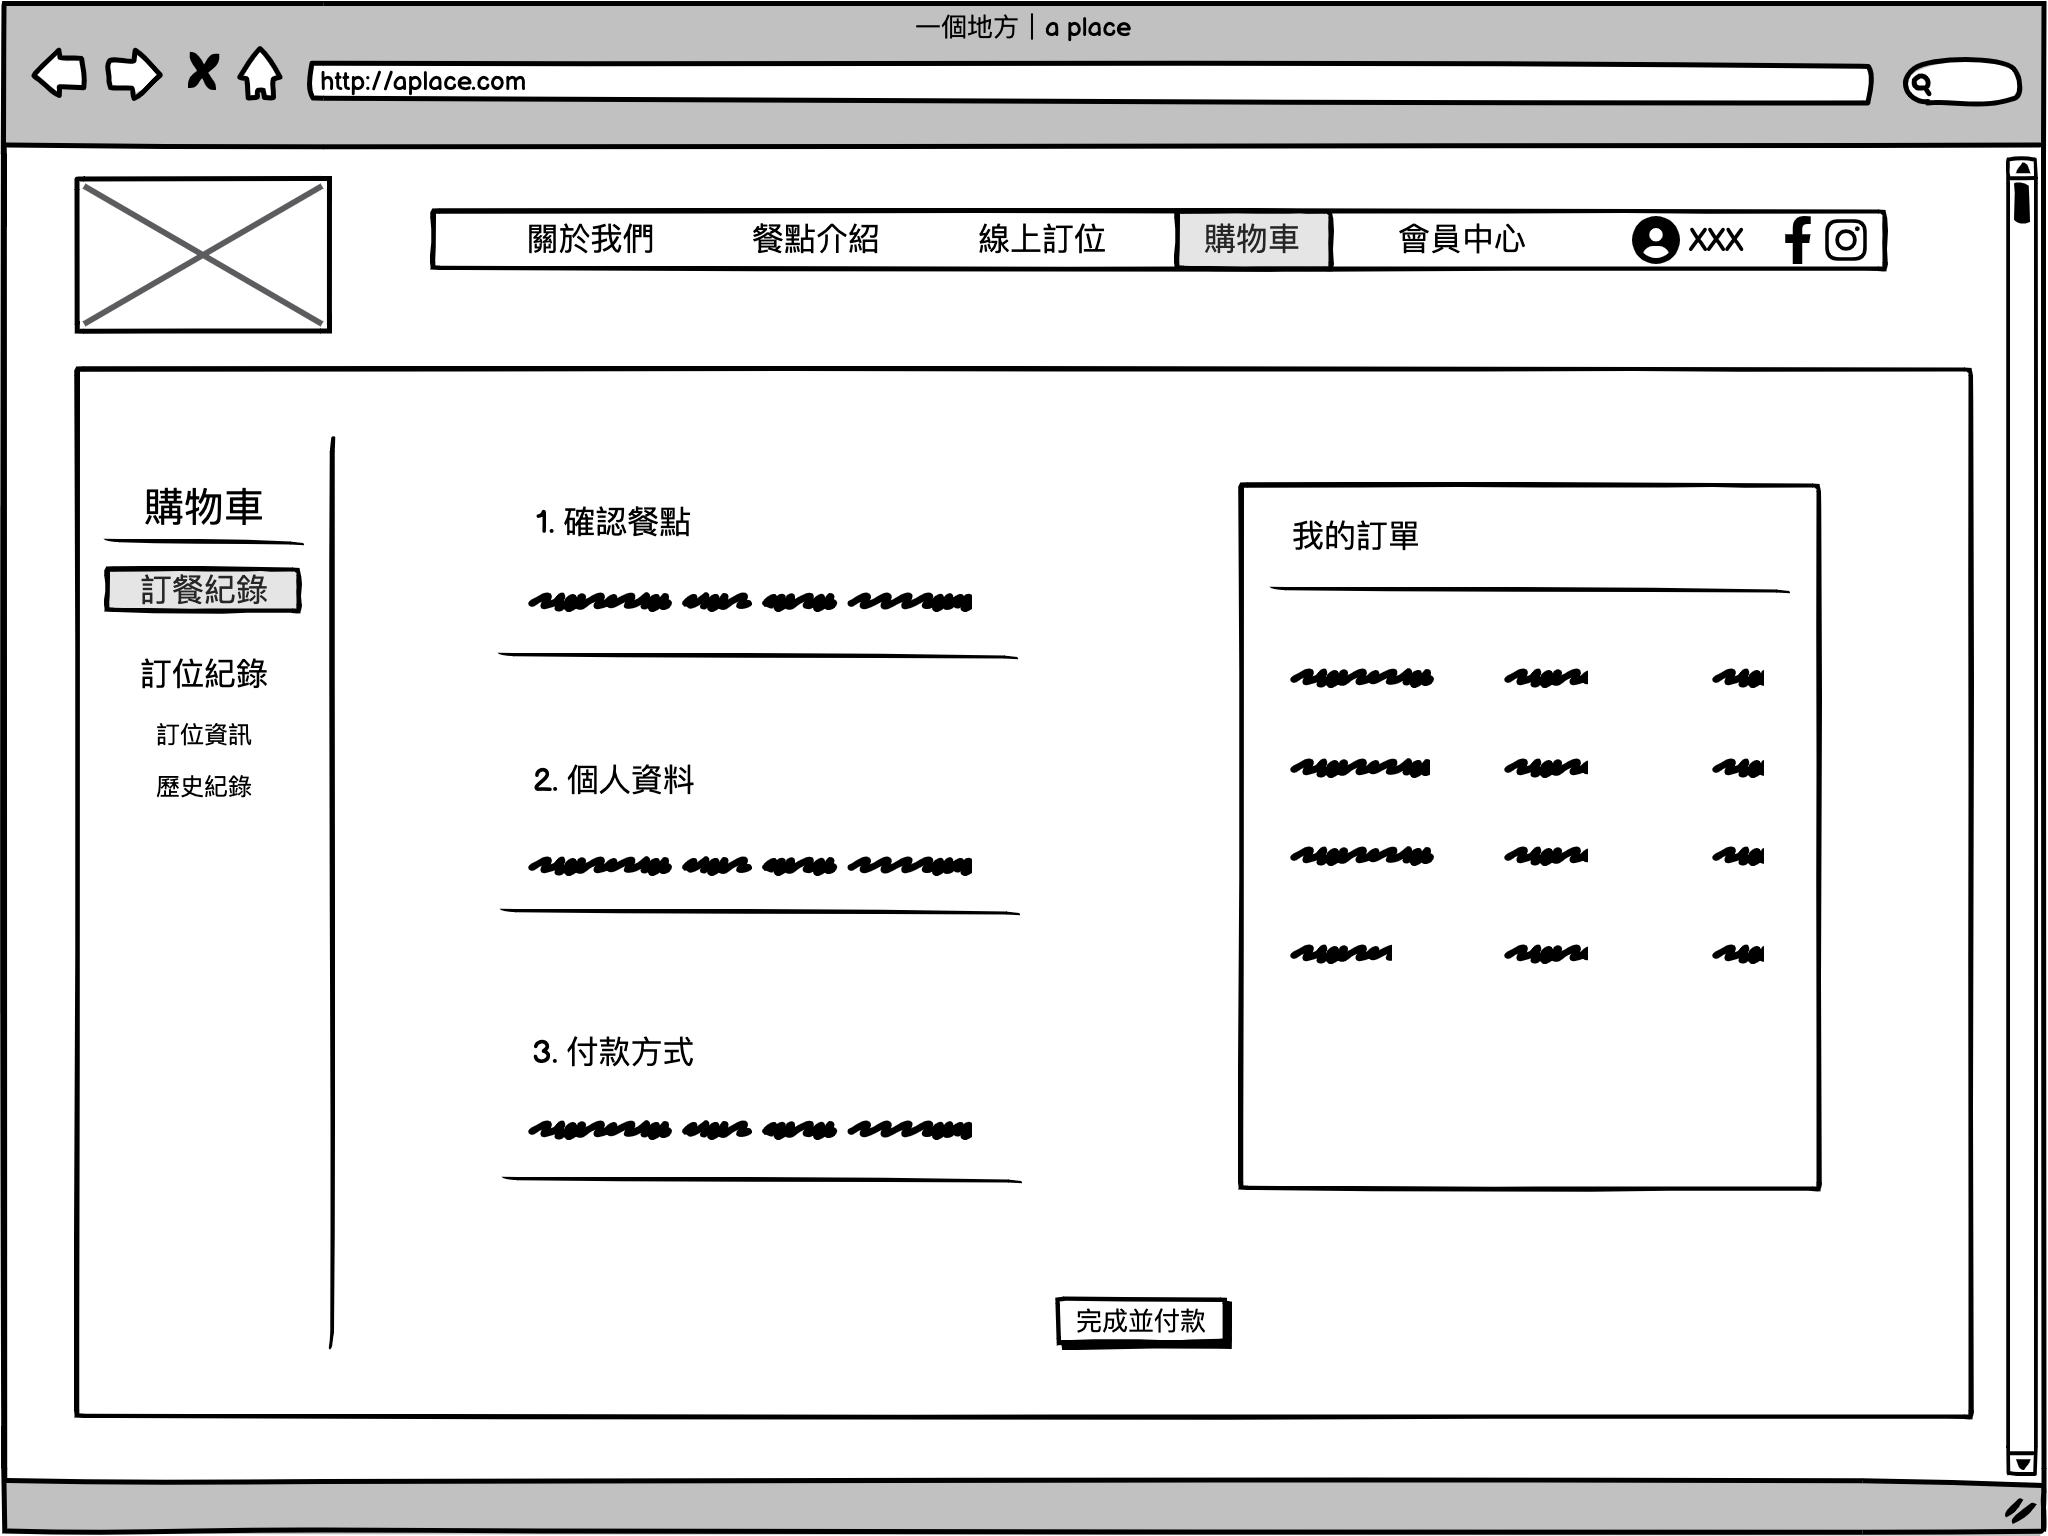 一個地方｜a place
http://aplace.com
關於我們 餐點介紹 線上訂位 購物車 會員中心 XXX
購物車
訂餐紀錄
訂位紀錄
訂位資訊
歷史紀錄
1. 確認餐點
2. 個人資料
3. 付款方式
我的訂單
完成並付款